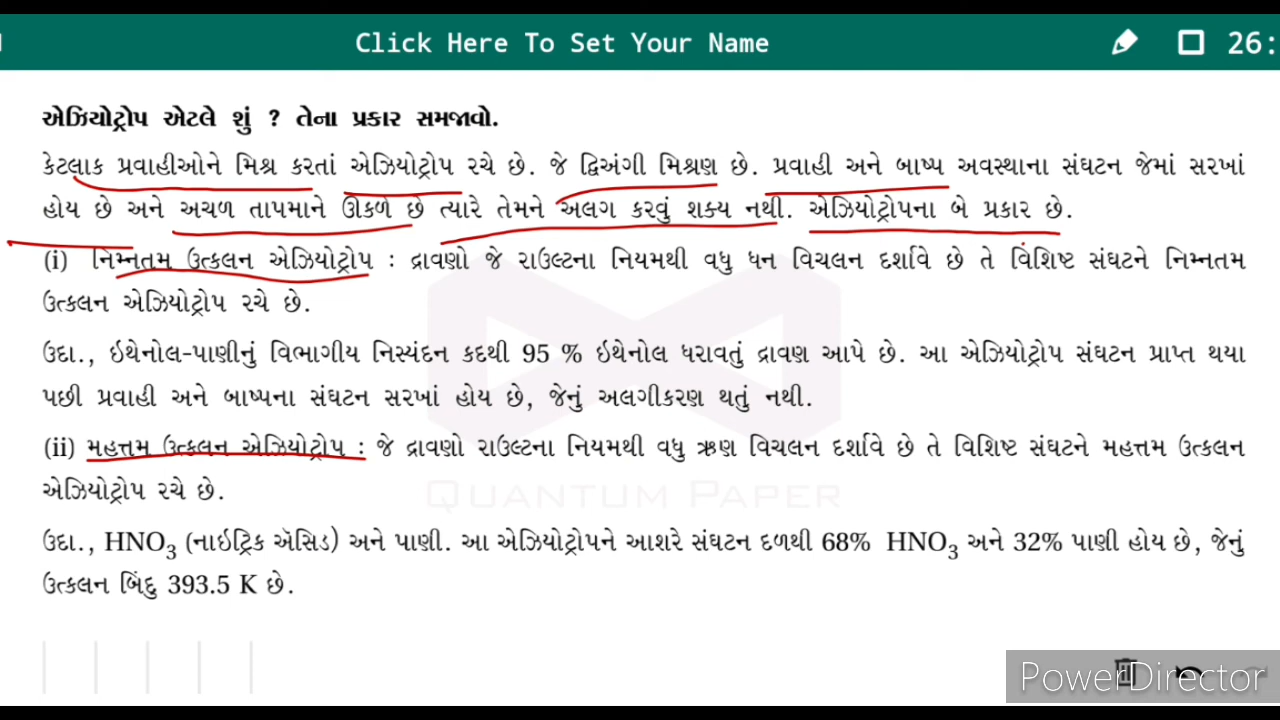 Click Here To Set Your Name
26:
એઝિયોટ્રોપ એટલે શું ? તેના પ્રકાર સમજાવો.
કેટલાક પ્રવાહીઓને મિશ્ર કરતાં એઝિયોટ્રોપ રચે છે. જે દ્વિઅંગી મિશ્રણ છે. પ્રવાહી અને બાષ્પ અવસ્થાના સંઘટન જેમાં સરખાં
હોય છે અને અચળ તાપમાને ઊકળે છે ત્યારે તેમને અલગ કરવું શક્ય નથી. એઝિયોટ્રોપના બે પ્રકાર છે.
(i) નિમ્નતમ ઉત્કલન એઝિયોટ્રોપ : દ્રાવણો જે રાઉલ્ટના નિયમથી વધુ ધન વિચલન દર્શાવે છે તે વિશિષ્ટ સંઘટને નિમ્નતમ
ઉત્કલન એઝિયોટ્રોપ રચે છે.
ઉદા., ઇથેનોલ-પાણીનું વિભાગીય નિસ્યંદન કદથી 95 % ઇથેનોલ ધરાવતું દ્રાવણ આપે છે. આ એઝિયોટ્રોપ સંઘટન પ્રાપ્ત થયા
પછી પ્રવાહી અને બાષ્પના સંઘટન સરખાં હોય છે, જેનું અલગીકરણ થતું નથી.
(ii) મહત્તમ ઉત્કલન એઝિયોટ્રોપ : જે દ્રાવણો રાઉલ્ટના નિયમથી વધુ ઋણ વિચલન દર્શાવે છે તે વિશિષ્ટ સંઘટને મહત્તમ ઉત્કલન
એઝિયોટ્રોપ રચે છે.
QUANTUM PAPER
ઉદા., HNO₃ (નાઇટ્રિક ઍસિડ) અને પાણી. આ એઝિયોટ્રોપને આશરે સંઘટન દળથી 68% HNO₃ અને 32% પાણી હોય છે, જેનું
ઉત્કલન બિંદુ 393.5 K છે.
PowerDirector